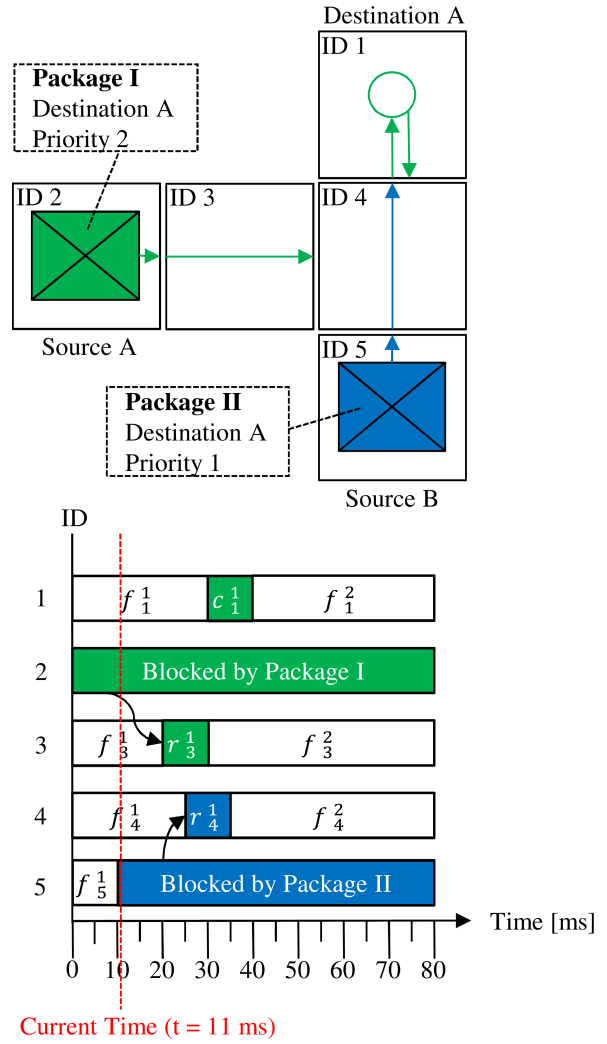 Destination A
ID 1
Package I
Destination A
Priority 2
ID 2
ID 3
ID 4
Source A
ID 5
Package II
Destination A
Priority 1
Source B
ID
1
f 1 1
c 1 1
f 2 1
2
Blocked by Package I
3
f 1 3
r 1 3
f 2 3
4
f 1 4
r 1 4
f 2 4
5
f 1 5
Blocked by Package II
Time [ms]
0 10 20 30 40 50 60 70 80
Current Time (t = 11 ms)